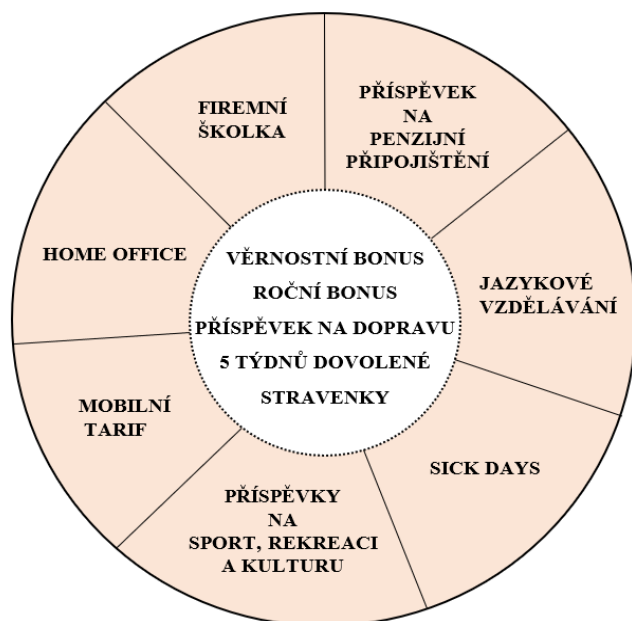 FIREMNÍ
ŠKOLKA
PŘÍSPĚVEK
NA
PENZIJNÍ
PŘIPOJIŠTĚNÍ
HOME OFFICE
VĚRNOSTNÍ BONUS
ROČNÍ BONUS
PŘÍSPĚVEK NA DOPRAVU
5 TÝDNŮ DOVOLENÉ
STRAVENKY
JAZYKOVÉ
VZDĚLÁVÁNÍ
MOBILNÍ
TARIF
SICK DAYS
PŘÍSPĚVKY
NA
SPORT, REKREACI
A KULTURU